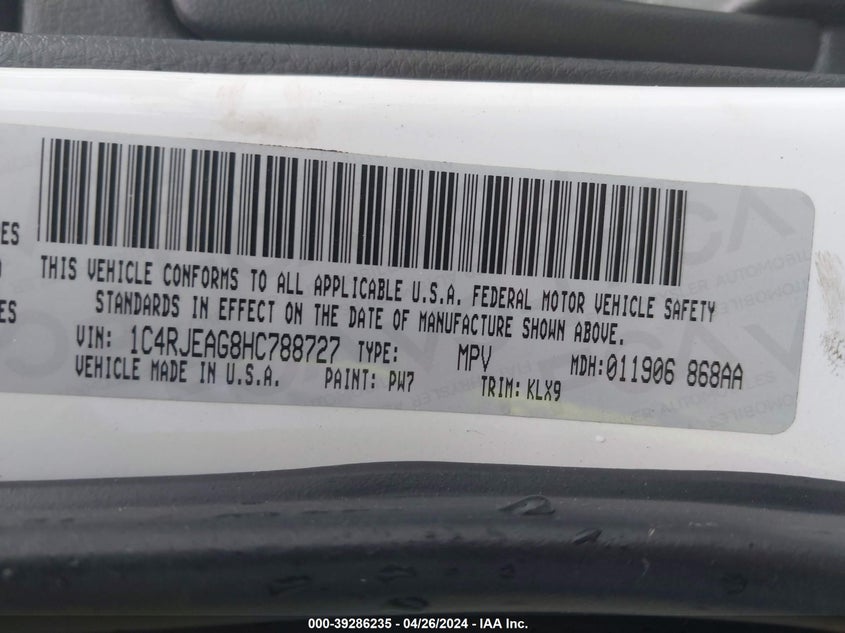 ES
THIS VEHICLE CONFORMS TO ALL APPLICABLE U.S.A. FEDERAL MOTOR VEHICLE SAFETY
ES
STANDARDS IN EFFECT ON THE DATE OF MANUFACTURE SHOWN ABOVE.
VIN: 1C4RJEAG8HC788727 TYPE: MPV MDH:011906 868AA
VEHICLE MADE IN U.S.A. PAINT: PW7 TRIM: KLX9
000-39286235 - 04/26/2024 - IAA Inc.